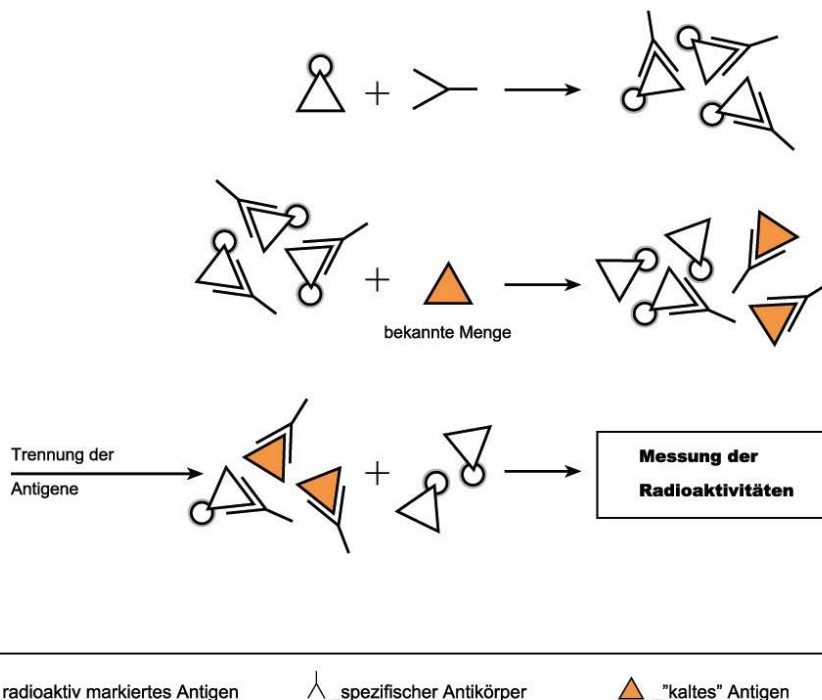 bekannte Menge
Trennung der
Antigene
Messung der
Radioaktivitäten
radioaktiv markiertes Antigen
spezifischer Antikörper
"kaltes" Antigen